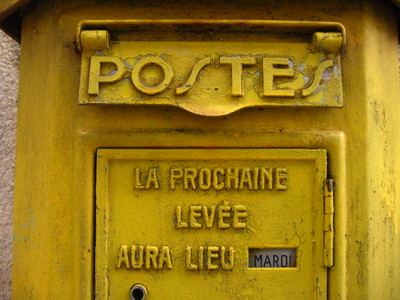 POSTES
LA PROCHAINE
LEVÉE
AURA LIEU MARDI